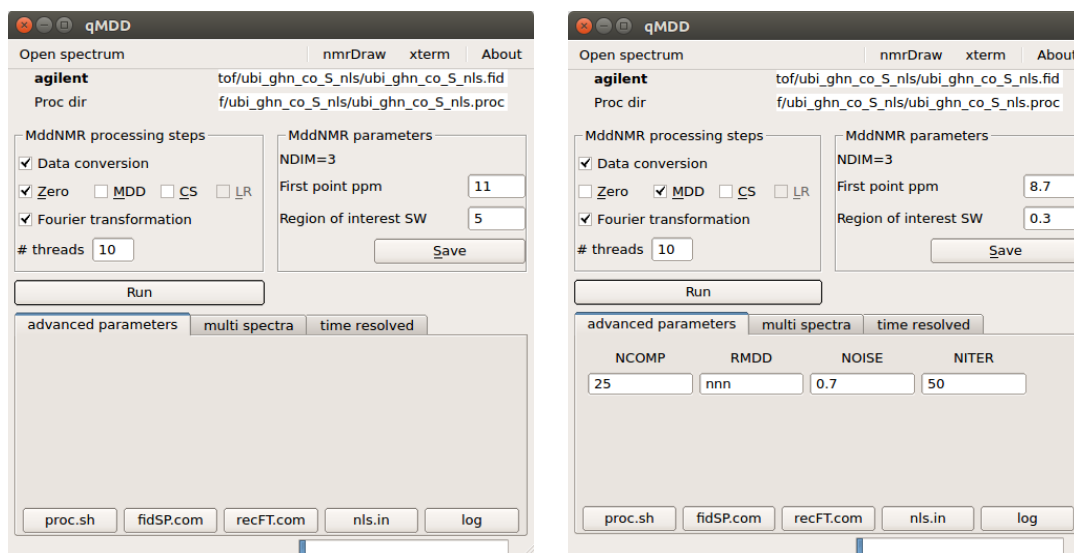 qMDD
Open spectrum nmrDraw xterm About
agilent tof/ubi_ghn_co_S_nls/ubi_ghn_co_S_nls.fid
Proc dir f/ubi_ghn_co_S_nls/ubi_ghn_co_S_nls.proc
MddNMR processing steps MddNMR parameters
Data conversion NDIM=3
Zero MDD CS LR First point ppm 11
Fourier transformation Region of interest SW 5
# threads 10 Save
Run
advanced parameters multi spectra time resolved
proc.sh fidSP.com recFT.com nls.in log
qMDD
Open spectrum nmrDraw xterm About
agilent tof/ubi_ghn_co_S_nls/ubi_ghn_co_S_nls.fid
Proc dir f/ubi_ghn_co_S_nls/ubi_ghn_co_S_nls.proc
MddNMR processing steps MddNMR parameters
Data conversion NDIM=3
Zero MDD CS LR First point ppm 8.7
Fourier transformation Region of interest SW 0.3
# threads 10 Save
Run
advanced parameters multi spectra time resolved
NCOMP RMDD NOISE NITER
25 nnn 0.7 50
proc.sh fidSP.com recFT.com nls.in log